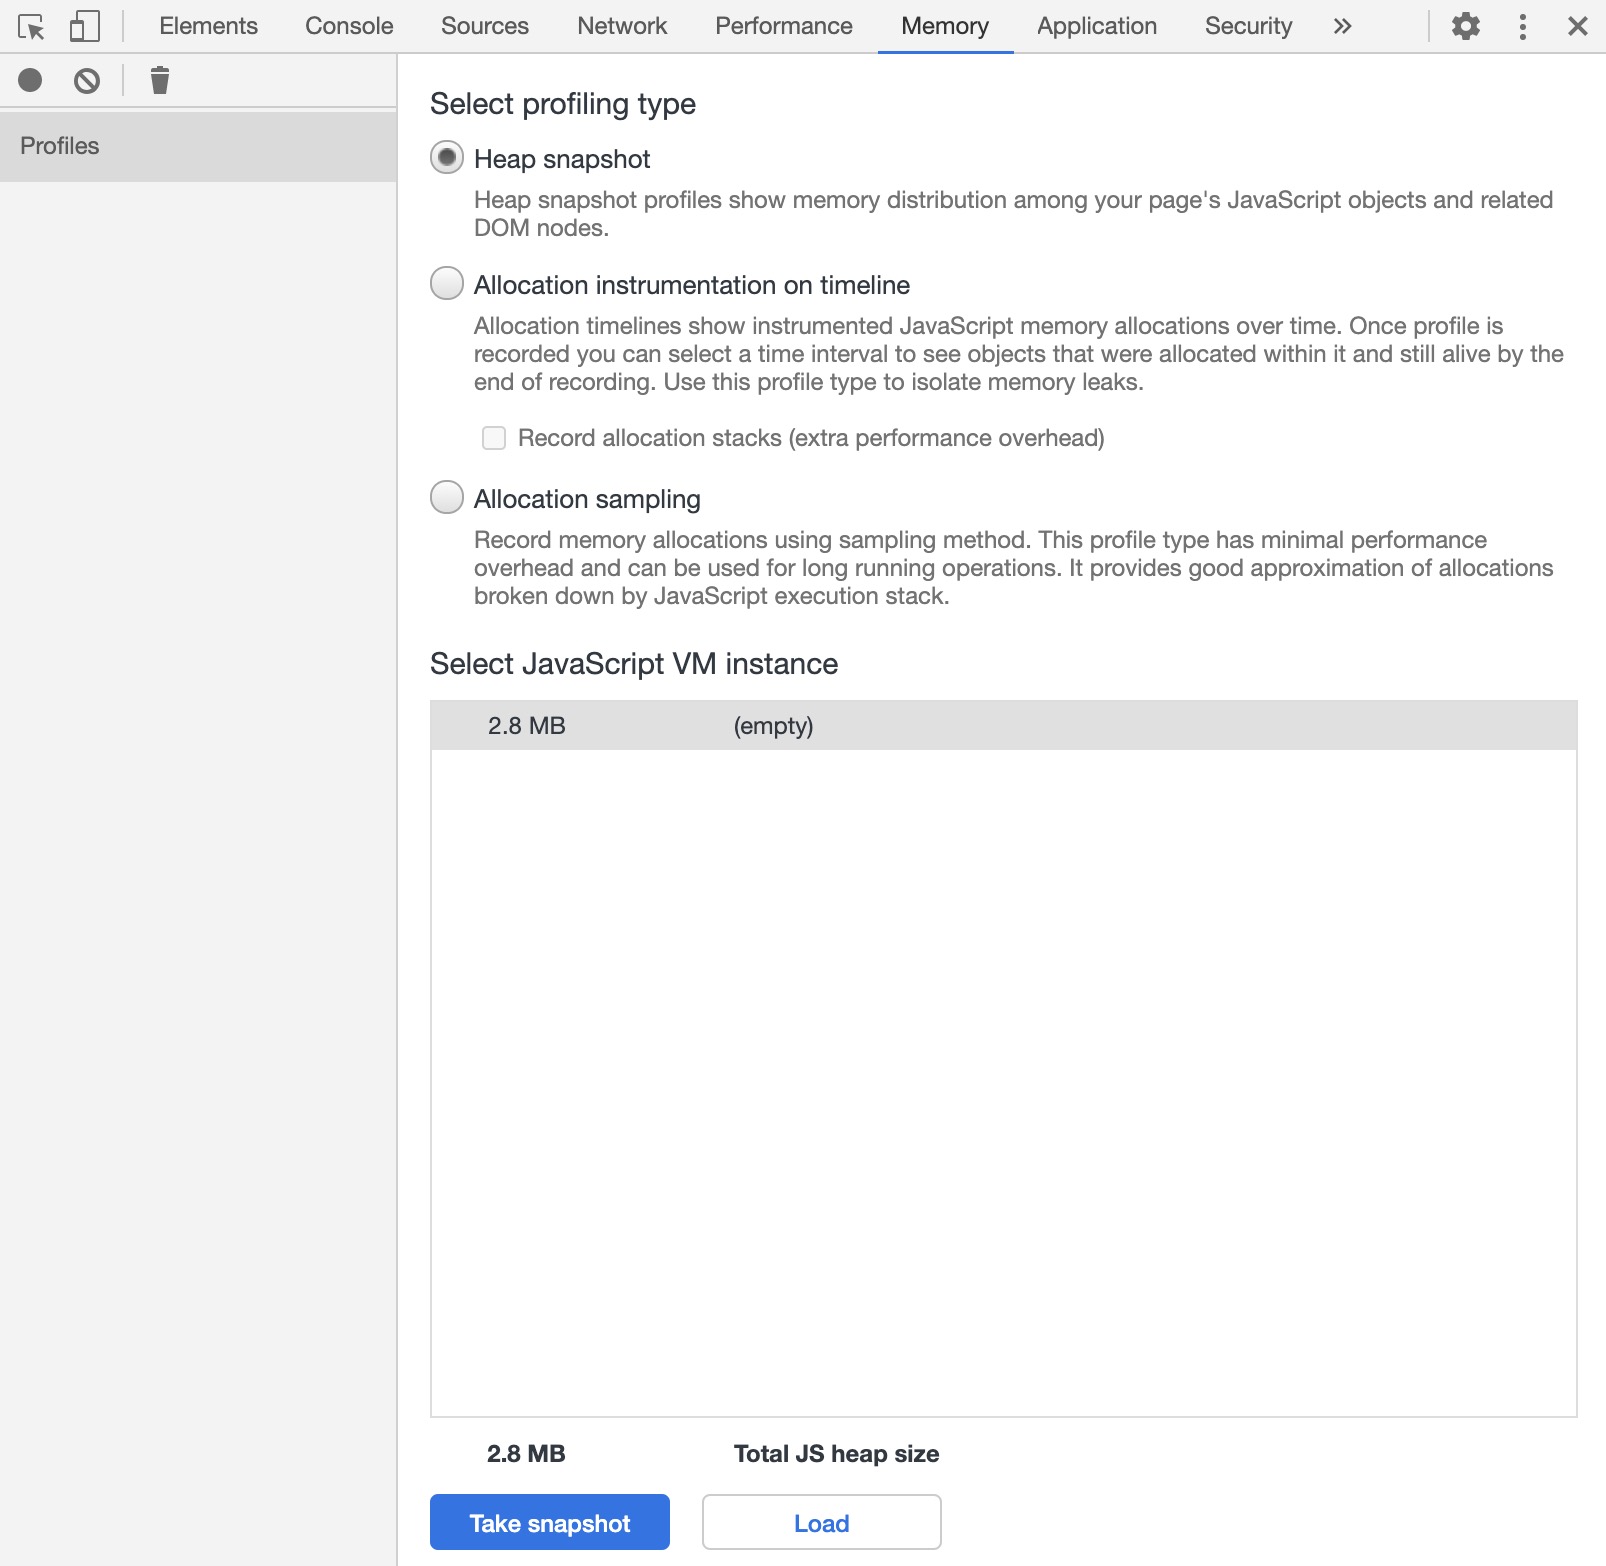 Elements Console Sources Network Performance Memory Application Security
Profiles
Select profiling type
Heap snapshot
Heap snapshot profiles show memory distribution among your page's JavaScript objects and related
DOM nodes.
Allocation instrumentation on timeline
Allocation timelines show instrumented JavaScript memory allocations over time. Once profile is
recorded you can select a time interval to see objects that were allocated within it and still alive by the
end of recording. Use this profile type to isolate memory leaks.
Record allocation stacks (extra performance overhead)
Allocation sampling
Record memory allocations using sampling method. This profile type has minimal performance
overhead and can be used for long running operations. It provides good approximation of allocations
broken down by JavaScript execution stack.
Select JavaScript VM instance
2.8 MB (empty)
2.8 MB Total JS heap size
Take snapshot Load